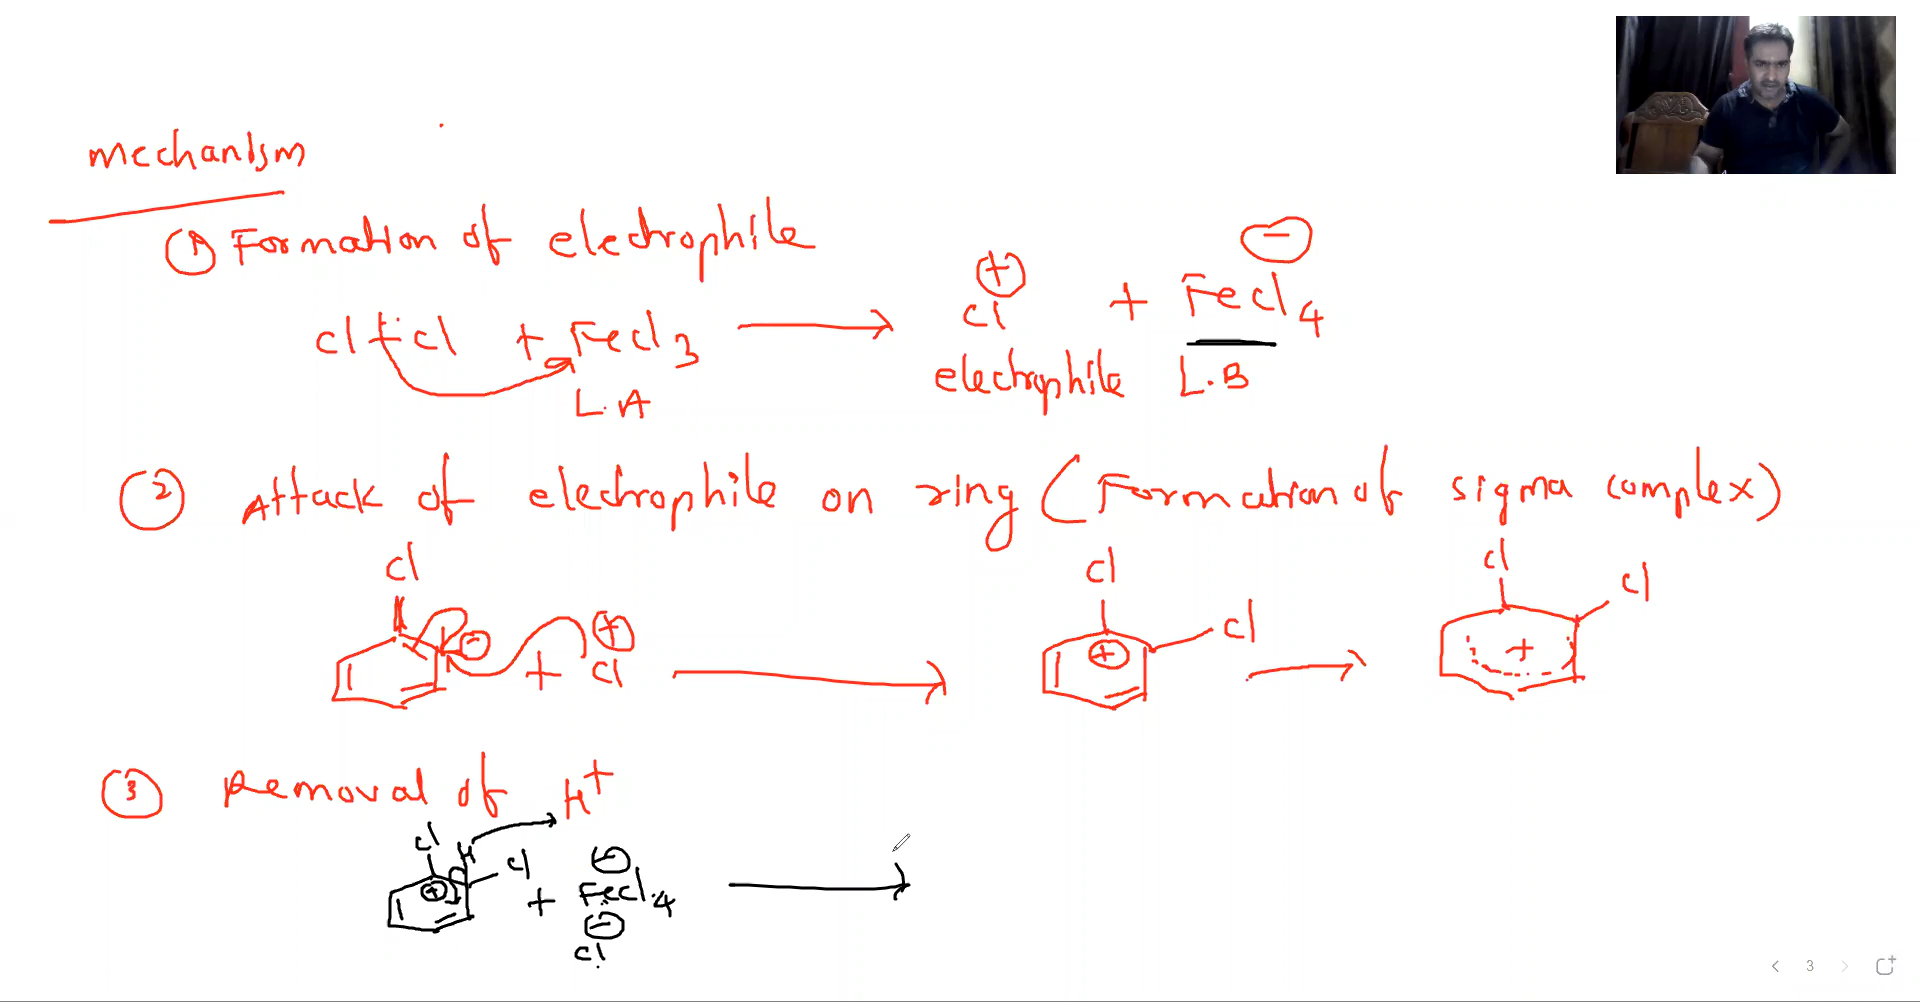 mechanism
① Formation of electrophile
cl + cl + Fecl3 → cl⊕ + Fecl4 ⊖
L.A electrophile L.B
② Attack of electrophile on ring (Formation of sigma complex)
cl cl cl cl
⊖ + ⊕ cl → ⊕ cl → +
③ Removal of H+
cl H cl
⊕ + Fecl4 ⊖ →
⊖
cl
3